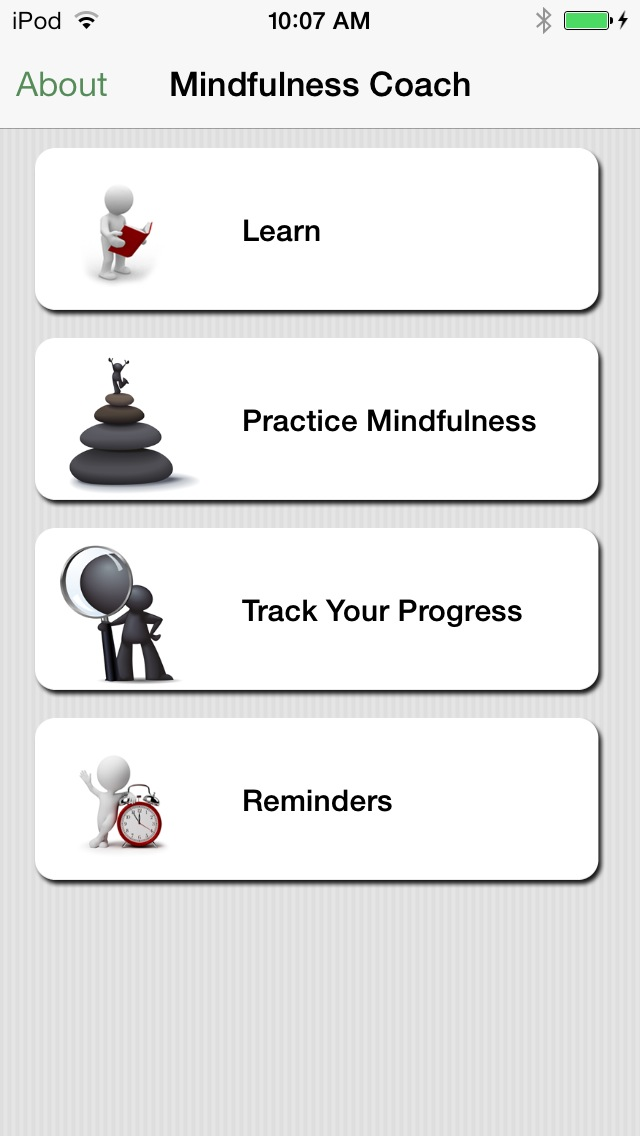 iPod 10:07 AM
About Mindfulness Coach
Learn
Practice Mindfulness
Track Your Progress
Reminders